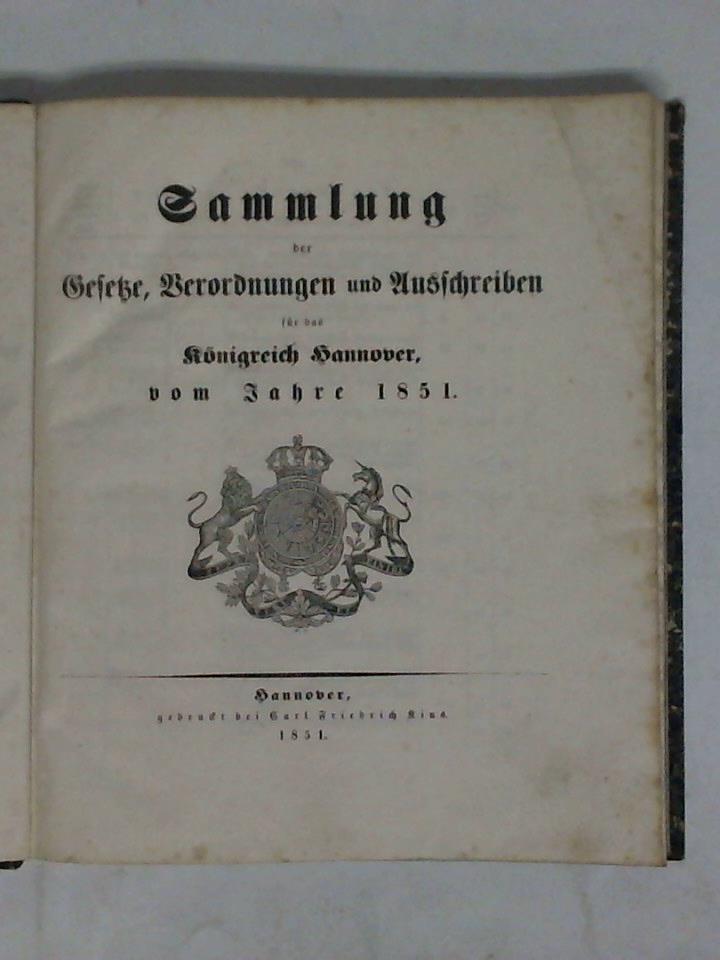 Sammlung
der
Gesetze, Verordnungen und Ausschreiben
für das
Königreich Hannover,
vom Jahre 1851.
Hannover,
gedruckt bei Carl Friedrich Kius.
1851.